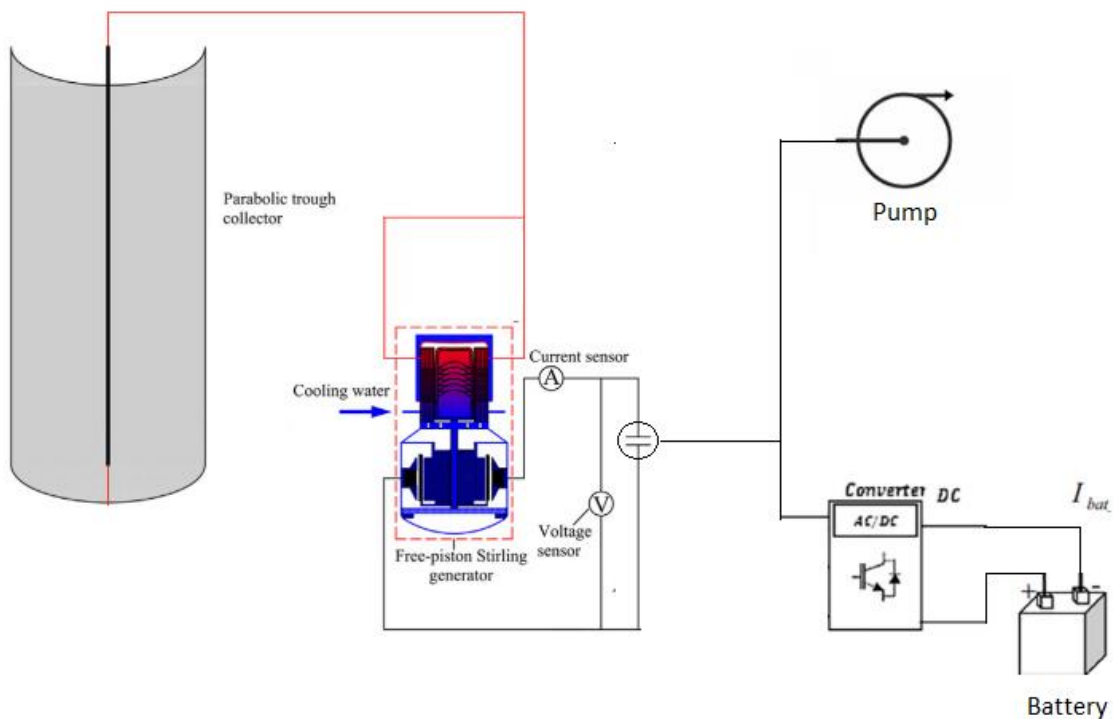 Parabolic trough
collector
Pump
Cooling water
Current sensor
A
V
Voltage
sensor
Free-piston Stirling
generator
Converter DC
AC/DC
I bat_
+ -
Battery